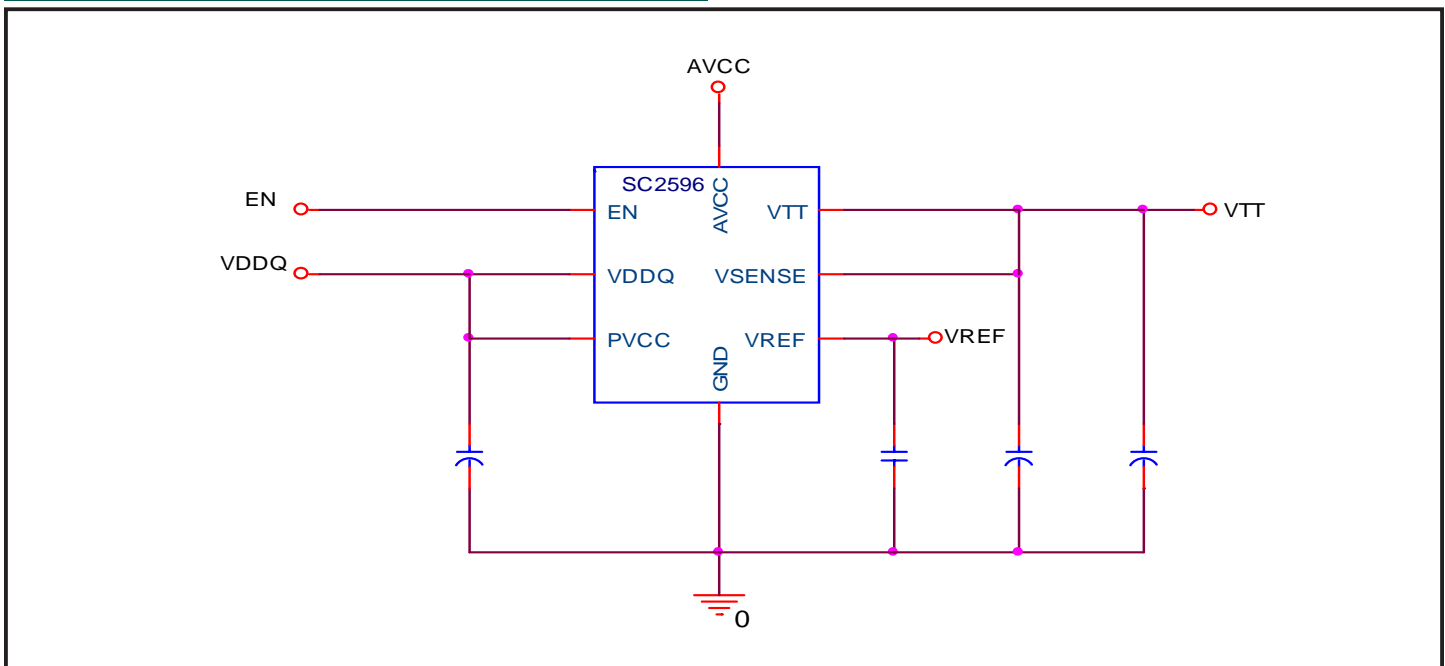 AVCC
SC2596
EN
EN
AVCC
VTT
VTT
VDDQ
VDDQ
VSENSE
PVCC
VREF
VREF
GND
0